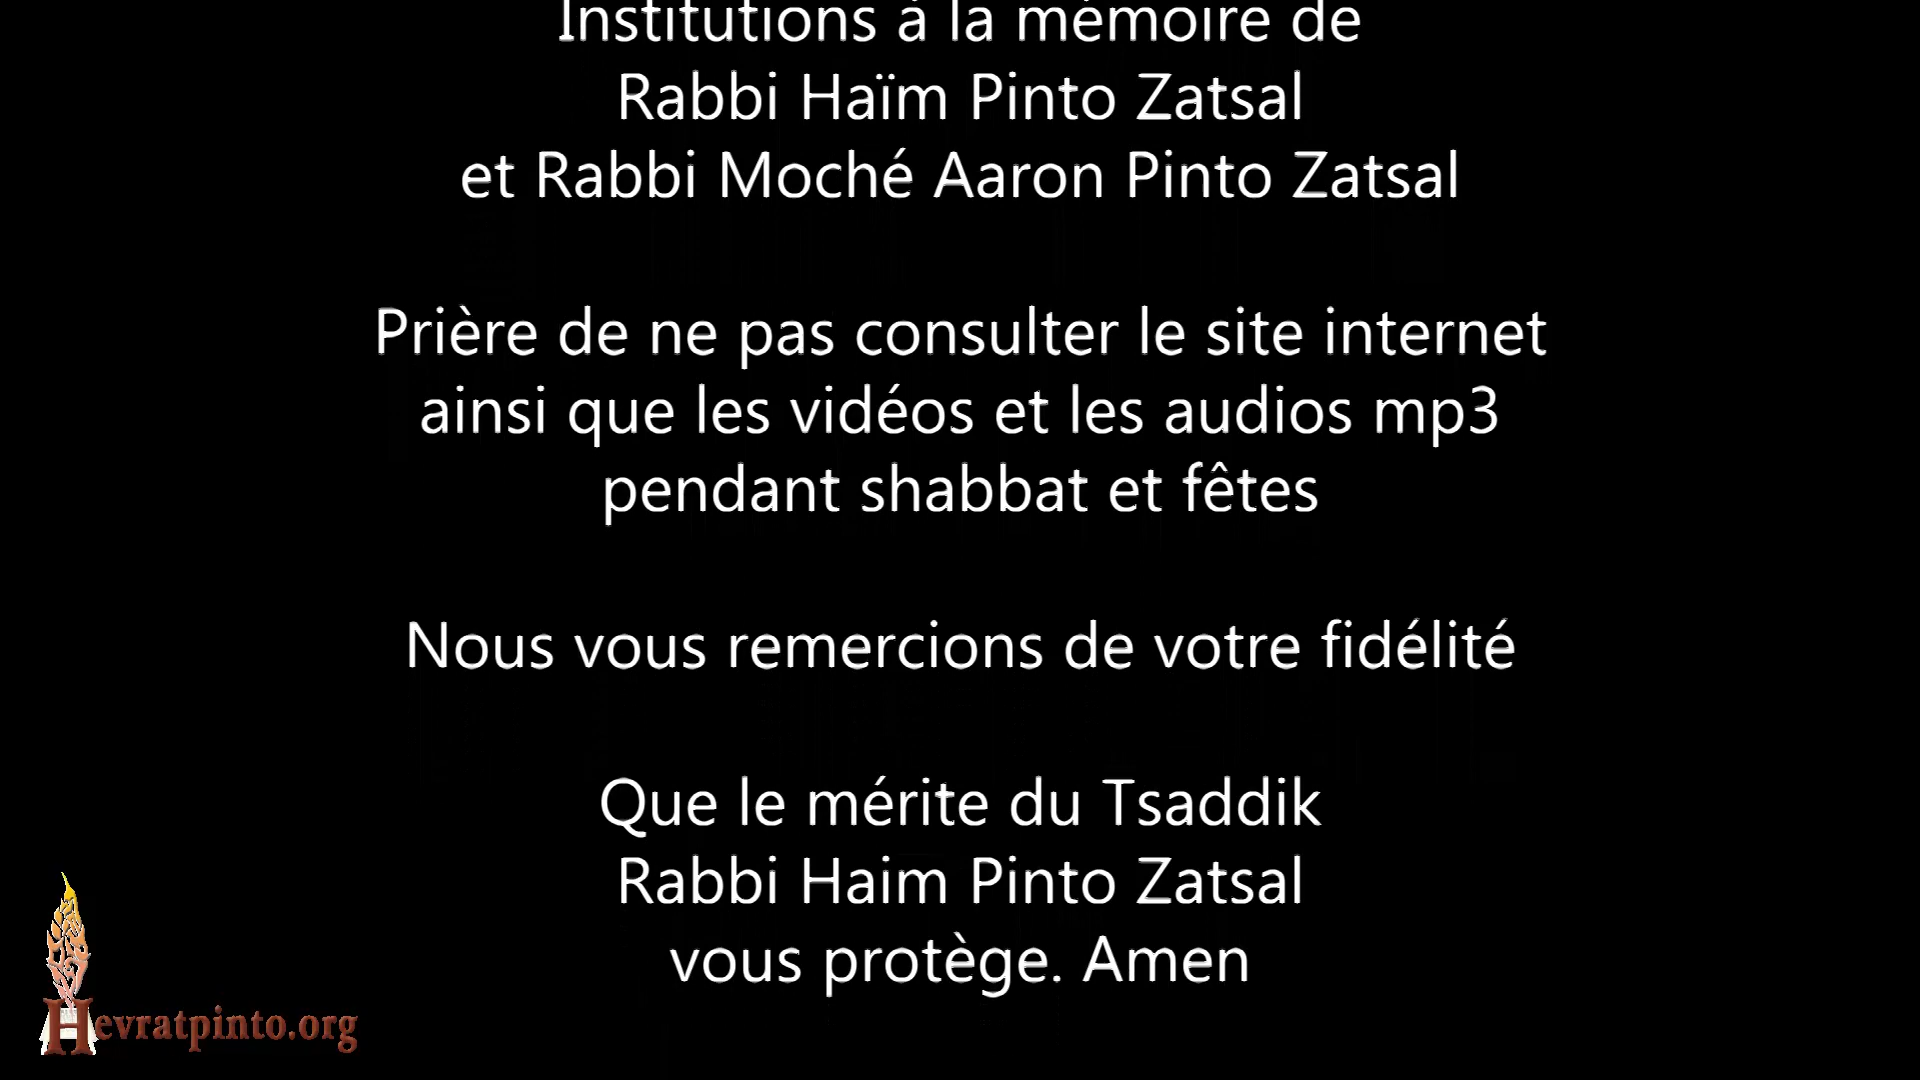 Institutions à la mémoire de
Rabbi Haïm Pinto Zatsal
et Rabbi Moché Aaron Pinto Zatsal
Prière de ne pas consulter le site internet
ainsi que les vidéos et les audios mp3
pendant shabbat et fêtes
Nous vous remercions de votre fidélité
Que le mérite du Tsaddik
Rabbi Haim Pinto Zatsal
vous protège. Amen
Hevratpinto.org